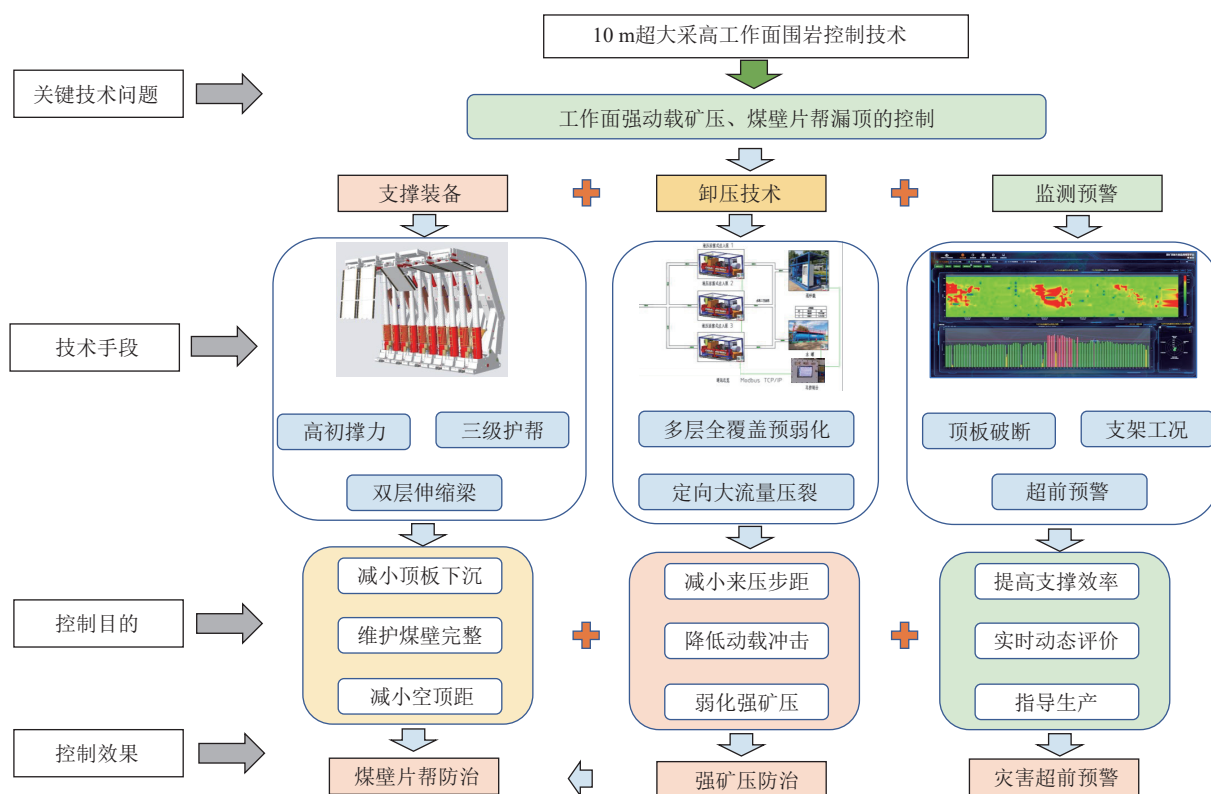 10 m超大采高工作面围岩控制技术
关键技术问题
工作面强动载矿压、煤壁片帮漏顶的控制
支撑装备
卸压技术
监测预警
技术手段
1
2
3
Modbus TCP/IP
高初撑力
三级护帮
双层伸缩梁
多层全覆盖预弱化
定向大流量压裂
顶板破断
支架工况
超前预警
控制目的
减小顶板下沉
维护煤壁完整
减小空顶距
减小来压步距
降低动载冲击
弱化强矿压
提高支撑效率
实时动态评价
指导生产
控制效果
煤壁片帮防治
强矿压防治
灾害超前预警